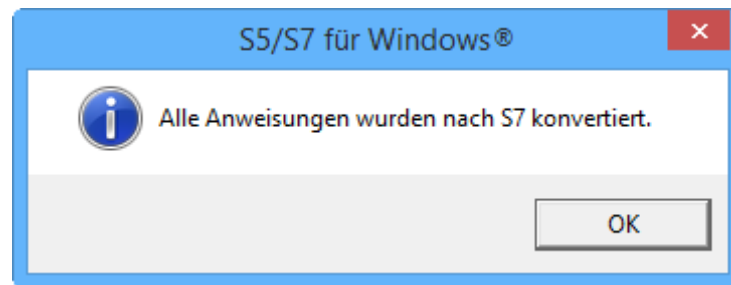 S5/S7 für Windows®
Alle Anweisungen wurden nach S7 konvertiert.
OK